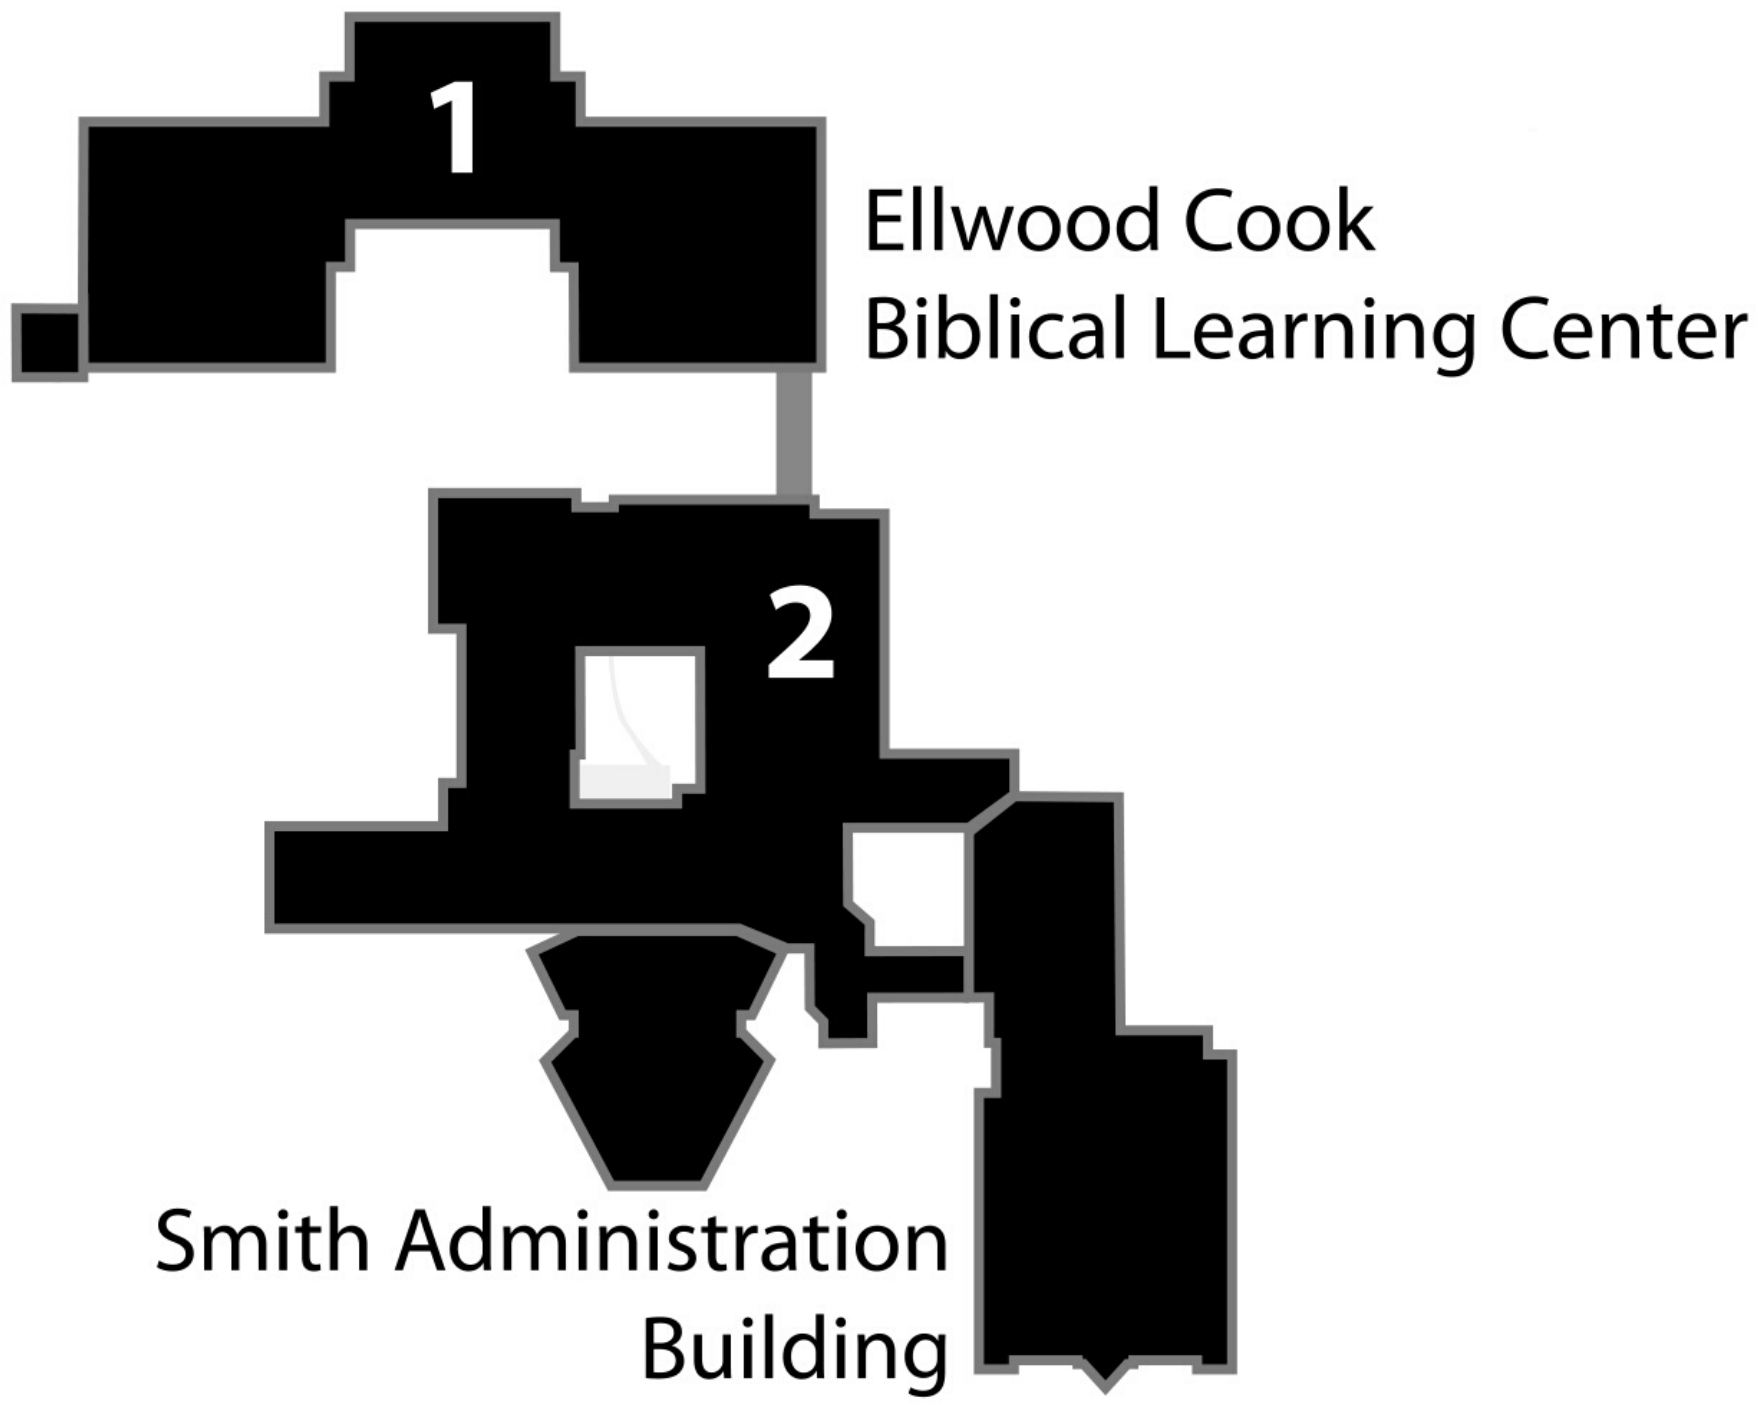 1
Ellwood Cook
Biblical Learning Center
2
Smith Administration
Building